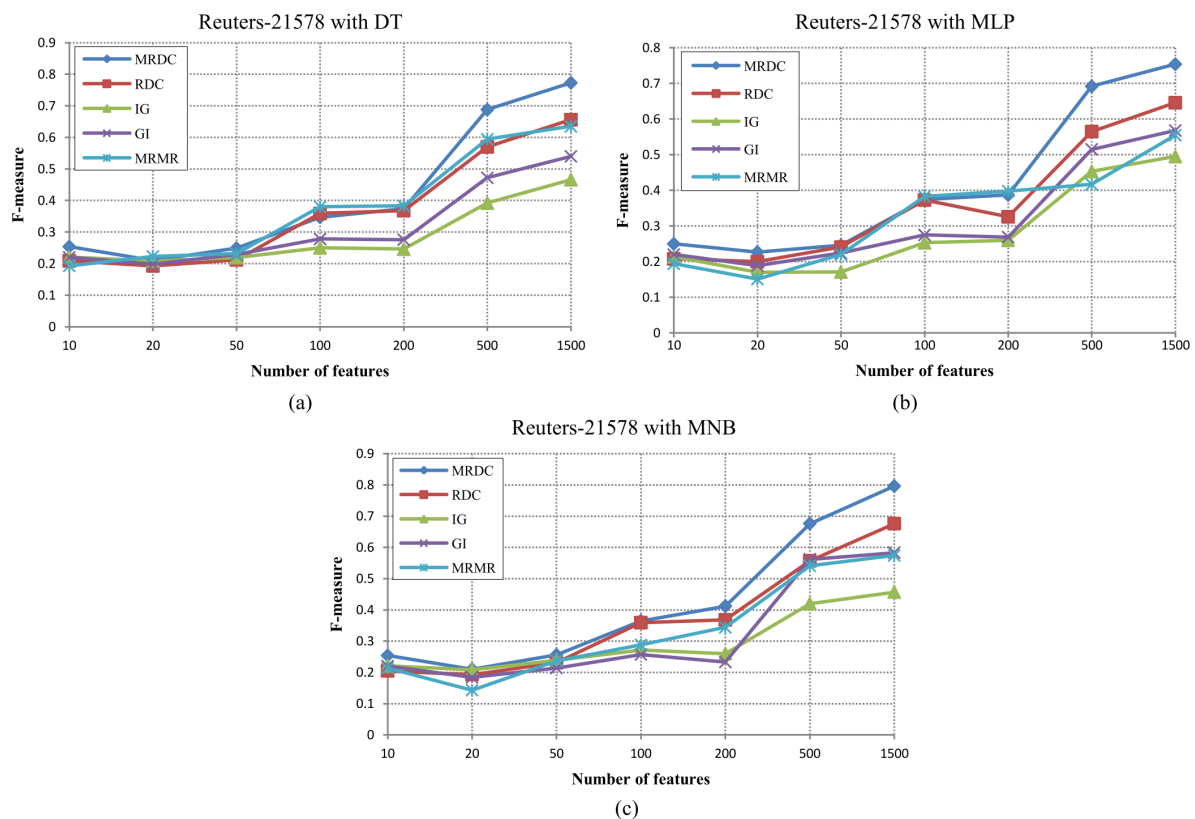 Reuters-21578 with DT
0.9
0.8
0.7
0.6
0.5
0.4
0.3
0.2
0.1
0
F-measure
MRDC
RDC
IG
GI
MRMR
10 20 50 100 200 500 1500
Number of features
(a)
Reuters-21578 with MLP
0.8
0.7
0.6
0.5
0.4
0.3
0.2
0.1
0
F-measure
MRDC
RDC
IG
GI
MRMR
10 20 50 100 200 500 1500
Number of features
(b)
Reuters-21578 with MNB
0.9
0.8
0.7
0.6
0.5
0.4
0.3
0.2
0.1
0
F-measure
MRDC
RDC
IG
GI
MRMR
10 20 50 100 200 500 1500
Number of features
(c)